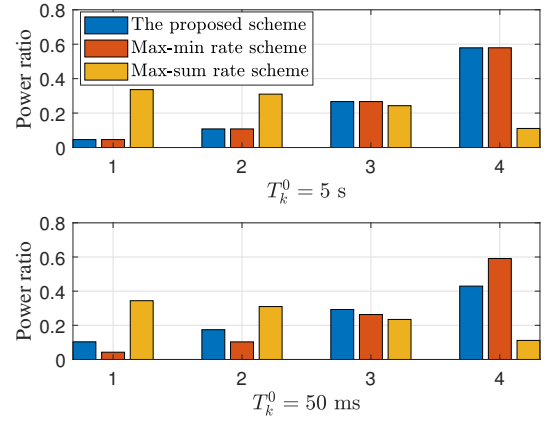 0.8
0.6
0.4
0.2
0
Power ratio
The proposed scheme
Max-min rate scheme
Max-sum rate scheme
1 2 3 4
$T_k^0 = 5$ s
0.8
0.6
0.4
0.2
0
Power ratio
1 2 3 4
$T_k^0 = 50$ ms